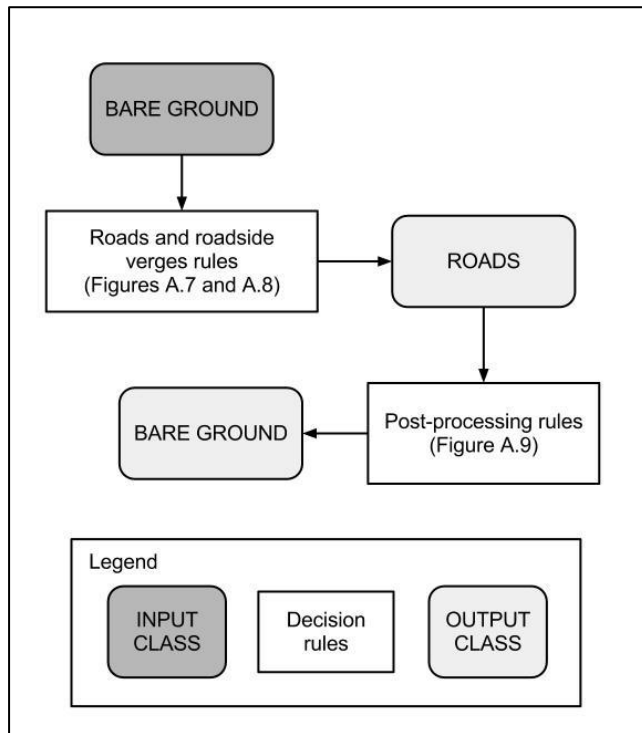 BARE GROUND
Roads and roadside
verges rules
(Figures A.7 and A.8)
ROADS
BARE GROUND
Post-processing rules
(Figure A.9)
Legend
INPUT
CLASS
Decision
rules
OUTPUT
CLASS